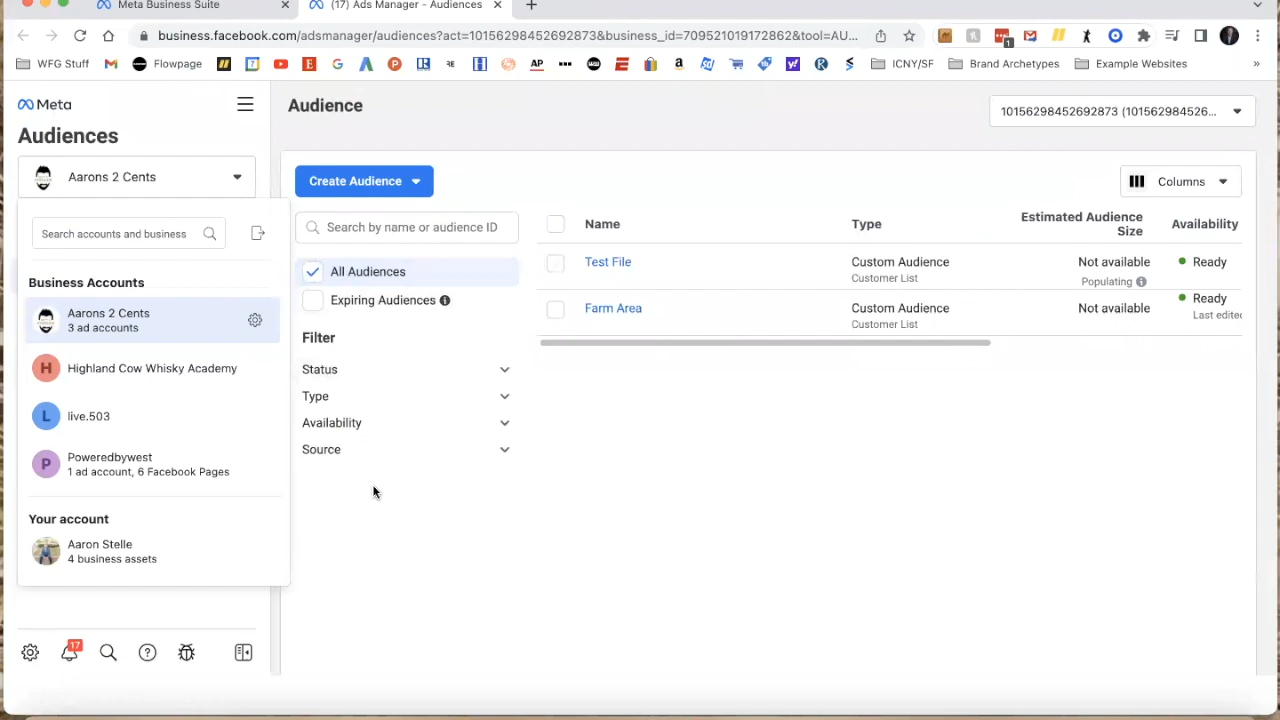 Meta Business Suite
(17) Ads Manager - Audiences
business.facebook.com/adsmanager/audiences?act=10156298452692873&business_id=709521019172862&tool=AU...
WFG Stuff
Flowpage
ICNY/SF
Brand Archetypes
Example Websites
Meta
Audiences
Aarons 2 Cents
Search accounts and business
Business Accounts
Aarons 2 Cents
3 ad accounts
H
Highland Cow Whisky Academy
L
live.503
P
Poweredbywest
1 ad account, 6 Facebook Pages
Your account
Aaron Stelle
4 business assets
17
Audience
10156298452692873 (101562984526...
Create Audience
Columns
Search by name or audience ID
All Audiences
Expiring Audiences
Filter
Status
Type
Availability
Source
Name
Type
Estimated Audience
Size
Availability
Test File
Custom Audience
Customer List
Not available
Populating
Ready
Farm Area
Custom Audience
Customer List
Not available
Ready
Last edited